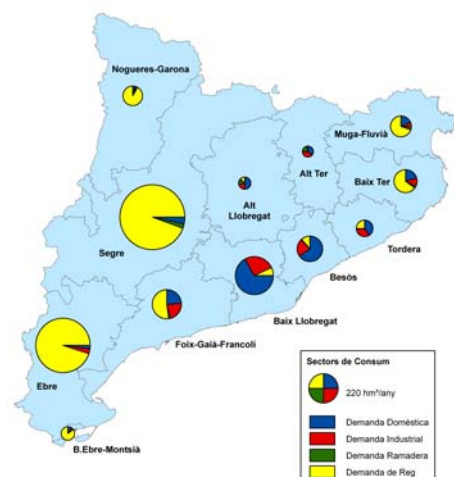 Nogueres-Garona
Muga-Fluvià
Alt Ter
Baix Ter
Alt
Llobregat
Segre
Tordera
Besòs
Baix Llobregat
Foix-Gaià-Francolí
Ebre
B.Ebre-Montsià
Sectors de Consum
220 hm³/any
Demanda Domèstica
Demanda Industrial
Demanda Ramadera
Demanda de Reg